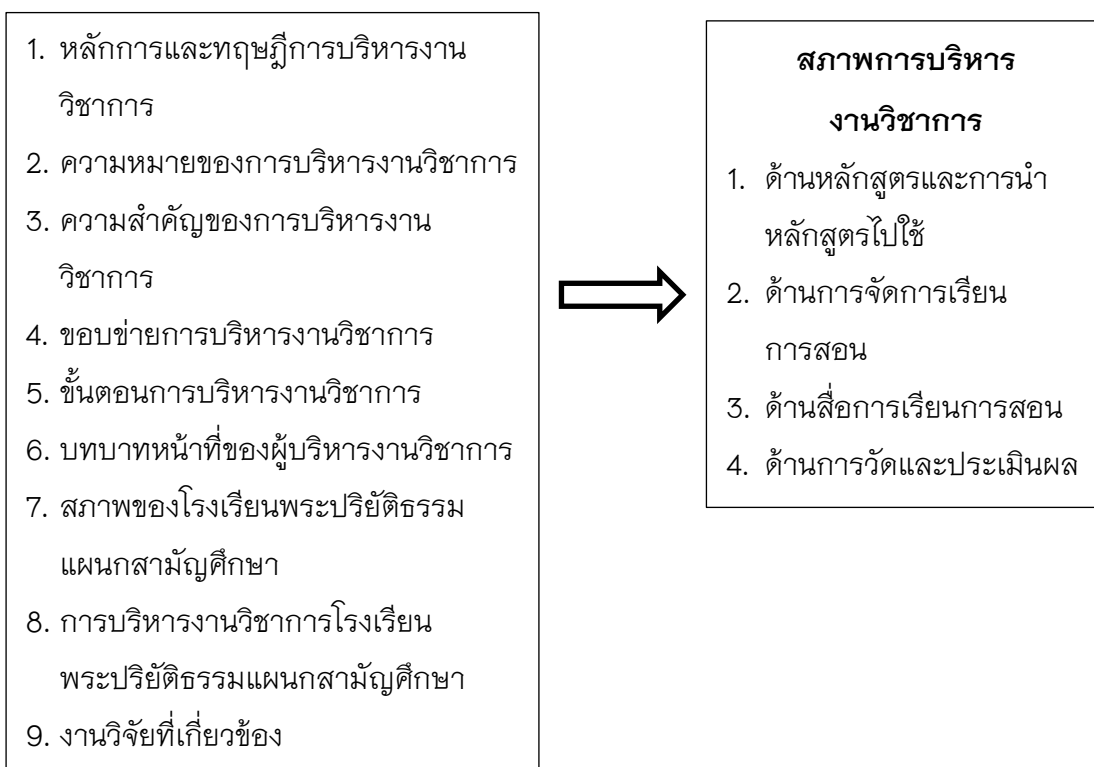 1. หลักการและทฤษฎีการบริหารงาน
วิชาการ
2. ความหมายของการบริหารงานวิชาการ
3. ความสำคัญของการบริหารงาน
วิชาการ
4. ขอบข่ายการบริหารงานวิชาการ
5. ขั้นตอนการบริหารงานวิชาการ
6. บทบาทหน้าที่ของผู้บริหารงานวิชาการ
7. สภาพของโรงเรียนพระปริยัติธรรม
แผนกสามัญศึกษา
8. การบริหารงานวิชาการโรงเรียน
พระปริยัติธรรมแผนกสามัญศึกษา
9. งานวิจัยที่เกี่ยวข้อง
สภาพการบริหาร
งานวิชาการ
1. ด้านหลักสูตรและการนำ
หลักสูตรไปใช้
2. ด้านการจัดการเรียน
การสอน
3. ด้านสื่อการเรียนการสอน
4. ด้านการวัดและประเมินผล